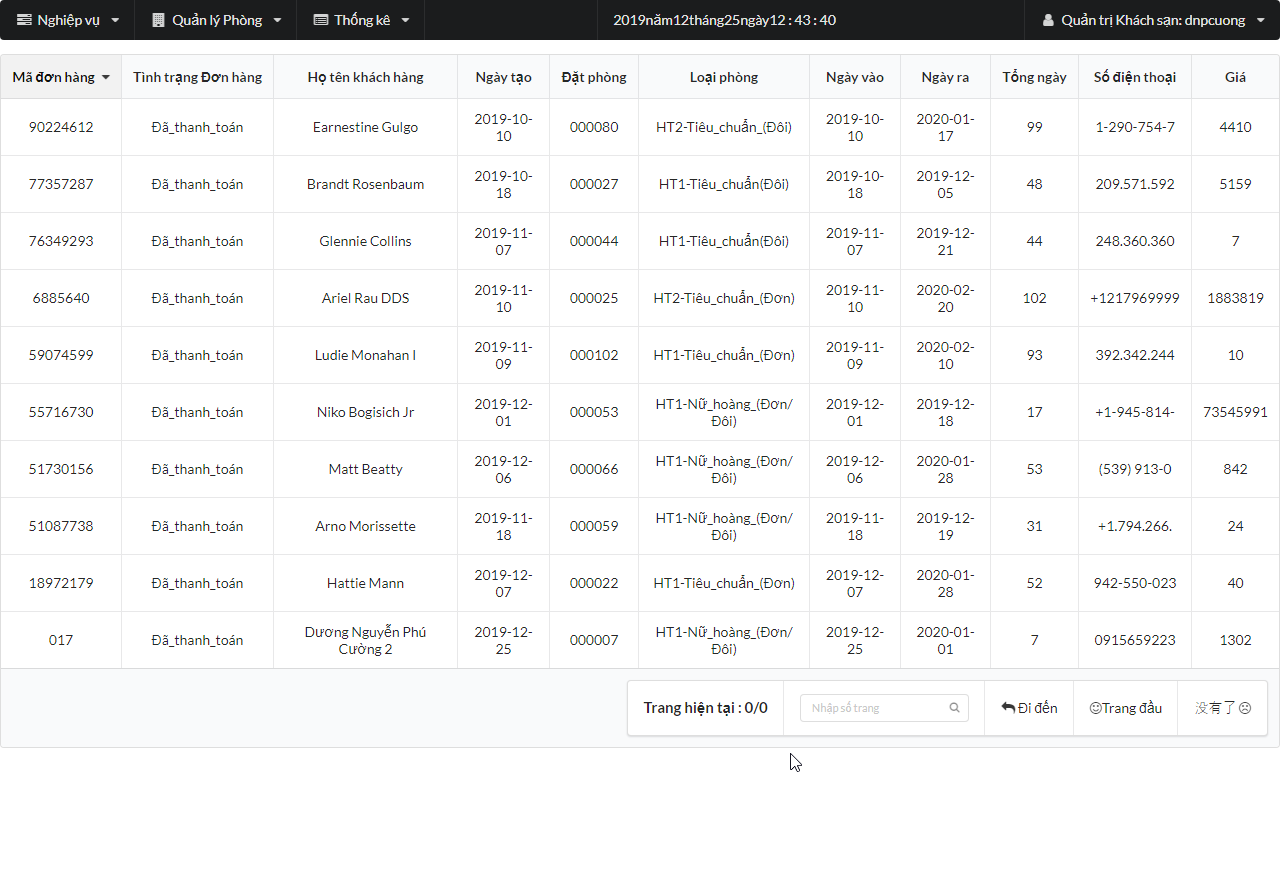 Nghiệp vụ Quản lý Phòng Thống kê 2019năm12tháng25ngày12 : 43 : 40 Quản trị Khách sạn: dnpcuong
Mã đơn hàng Tình trạng Đơn hàng Họ tên khách hàng Ngày tạo Đặt phòng Loại phòng Ngày vào Ngày ra Tổng ngày Số điện thoại Giá
90224612 Đã_thanh_toán Earnestine Gulgo 2019-10-10 000080 HT2-Tiêu_chuẩn_(Đôi) 2019-10-10 2020-01-17 99 1-290-754-7 4410
77357287 Đã_thanh_toán Brandt Rosenbaum 2019-10-18 000027 HT1-Tiêu_chuẩn(Đôi) 2019-10-18 2019-12-05 48 209.571.592 5159
76349293 Đã_thanh_toán Glennie Collins 2019-11-07 000044 HT1-Tiêu_chuẩn(Đôi) 2019-11-07 2019-12-21 44 248.360.360 7
6885640 Đã_thanh_toán Ariel Rau DDS 2019-11-10 000025 HT2-Tiêu_chuẩn_(Đơn) 2019-11-10 2020-02-20 102 +1217969999 1883819
59074599 Đã_thanh_toán Ludie Monahan I 2019-11-09 000102 HT1-Tiêu_chuẩn_(Đơn) 2019-11-09 2020-02-10 93 392.342.244 10
55716730 Đã_thanh_toán Niko Bogisich Jr 2019-12-01 000053 HT1-Nữ_hoàng_(Đơn/Đôi) 2019-12-01 2019-12-18 17 +1-945-814- 73545991
51730156 Đã_thanh_toán Matt Beatty 2019-12-06 000066 HT1-Nữ_hoàng_(Đơn/Đôi) 2019-12-06 2020-01-28 53 (539) 913-0 842
51087738 Đã_thanh_toán Arno Morissette 2019-11-18 000059 HT1-Nữ_hoàng_(Đơn/Đôi) 2019-11-18 2019-12-19 31 +1.794.266. 24
18972179 Đã_thanh_toán Hattie Mann 2019-12-07 000022 HT1-Tiêu_chuẩn_(Đơn) 2019-12-07 2020-01-28 52 942-550-023 40
017 Đã_thanh_toán Dương Nguyễn Phú Cường 2 2019-12-25 000007 HT1-Nữ_hoàng_(Đơn/Đôi) 2019-12-25 2020-01-01 7 0915659223 1302
Trang hiện tại : 0/0 Nhập số trang Đi đến Trang đầu 没有了